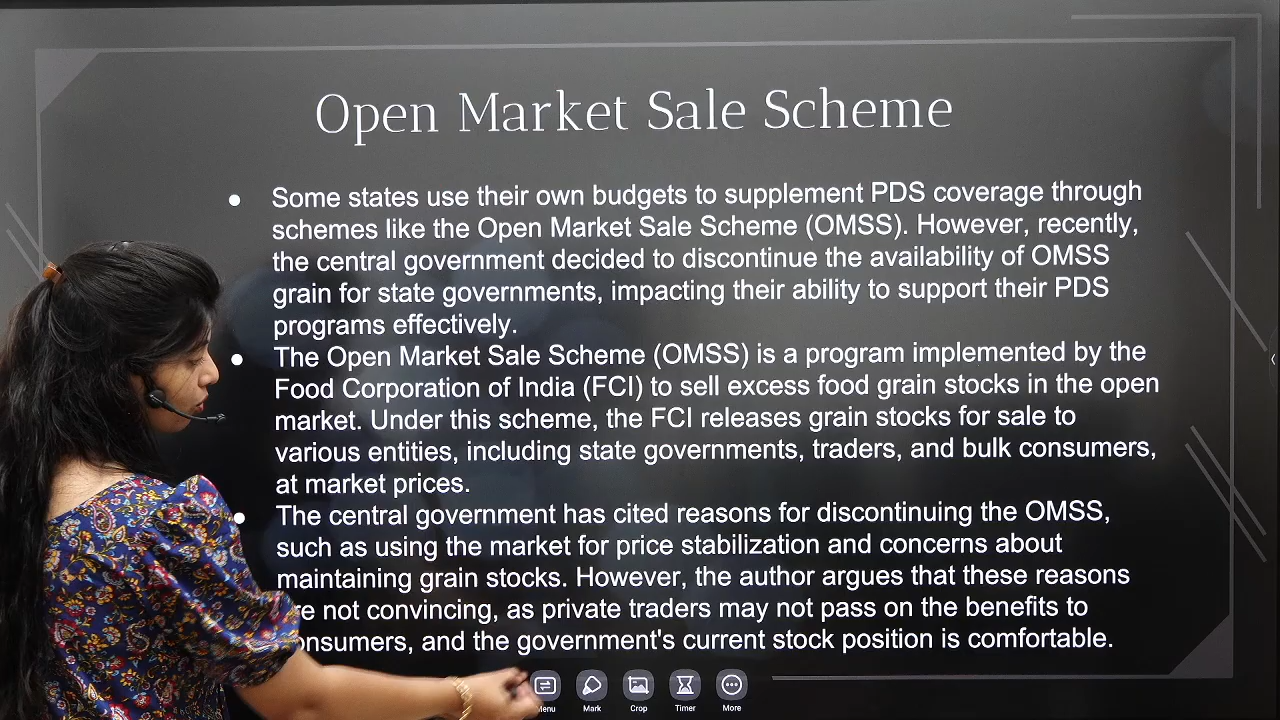 Open Market Sale Scheme
Some states use their own budgets to supplement PDS coverage through
schemes like the Open Market Sale Scheme (OMSS). However, recently,
the central government decided to discontinue the availability of OMSS
grain for state governments, impacting their ability to support their PDS
programs effectively.
The Open Market Sale Scheme (OMSS) is a program implemented by the
Food Corporation of India (FCI) to sell excess food grain stocks in the open
market. Under this scheme, the FCI releases grain stocks for sale to
various entities, including state governments, traders, and bulk consumers,
at market prices.
The central government has cited reasons for discontinuing the OMSS,
such as using the market for price stabilization and concerns about
maintaining grain stocks. However, the author argues that these reasons
re not convincing, as private traders may not pass on the benefits to
onsumers, and the government's current stock position is comfortable.
enu Mark Crop Timer More